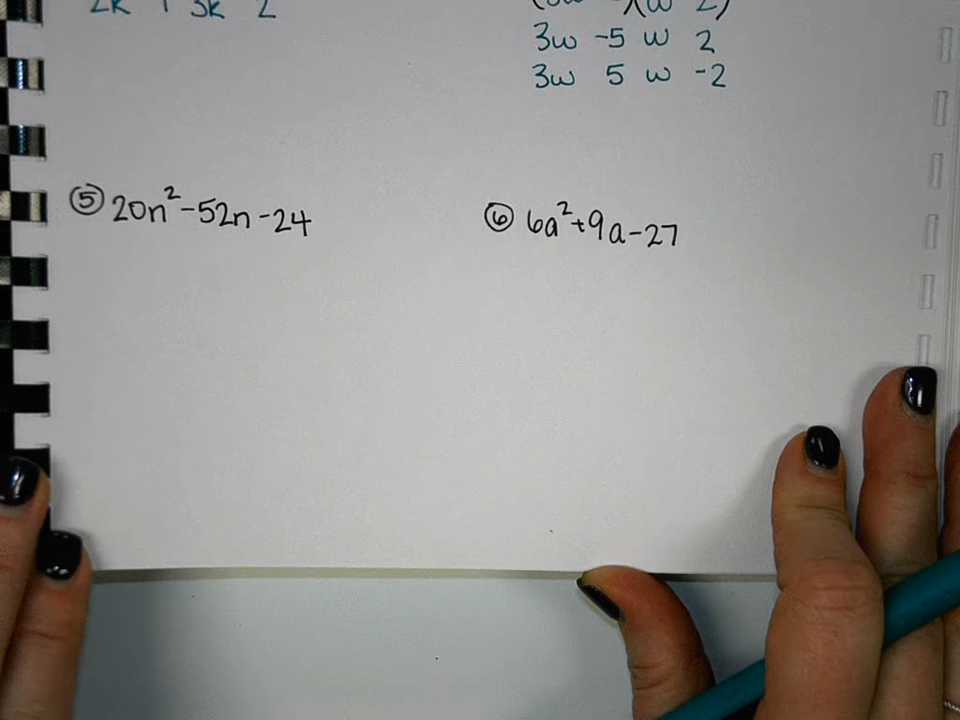 3w -5 w 2
3w 5 w -2
⑤ 20n²-52n-24
⑥ 6a²+9a-27